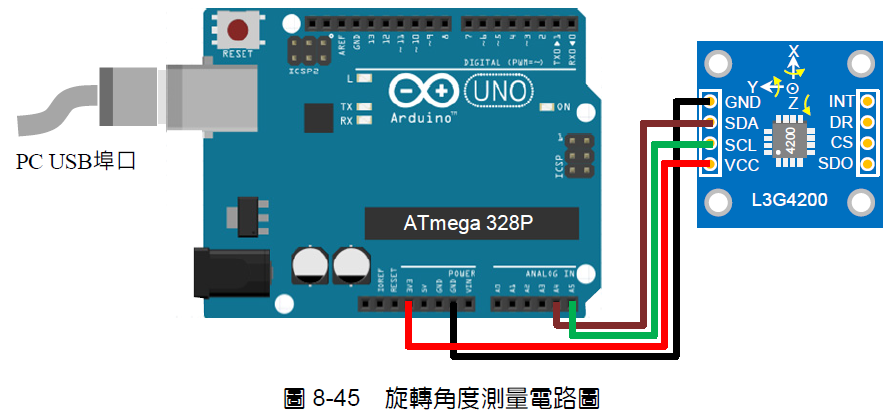 RESET
ICSP2
AREF
GND
13
12
~11
~10
~9
8
7
~6
~5
4
~3
2
TXD▶1
RXD◀0
DIGITAL (PWM=~)
L
TX
RX
UNO
Arduino™
ON
1
ICSP
PC USB埠口
ATmega 328P
POWER
ANALOG IN
IOREF
RESET
3V3
5V
GND
GND
VIN
A0
A1
A2
A3
A4
A5
X
Y
Z
GND
SDA
SCL
VCC
INT
DR
CS
SDO
4200
L3G4200
圖 8-45 旋轉角度測量電路圖